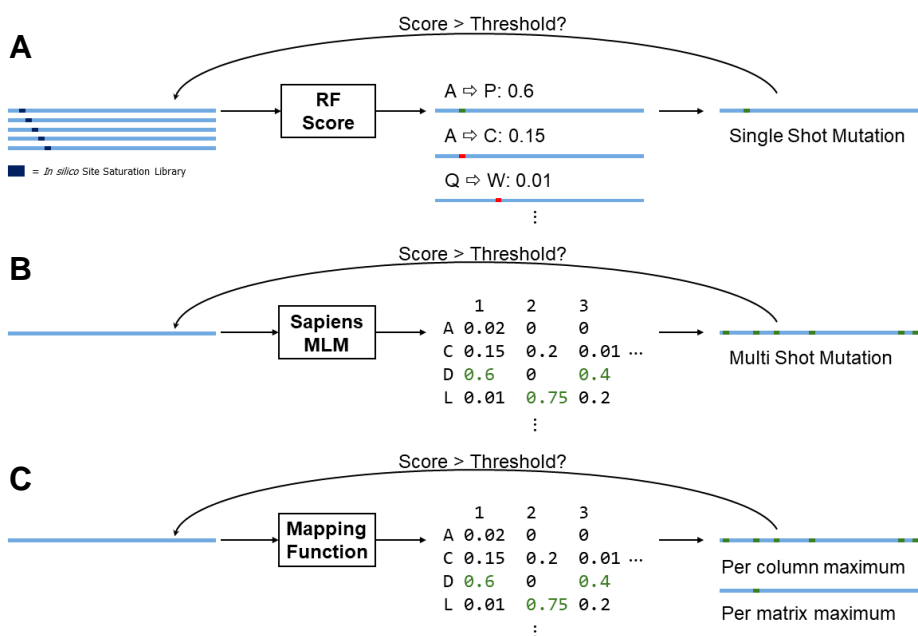 Score > Threshold?
A
RF
Score
A ⇨ P: 0.6
A ⇨ C: 0.15
Q ⇨ W: 0.01
⋮
Single Shot Mutation
= In silico Site Saturation Library
Score > Threshold?
B
Sapiens
MLM
1 2 3
A 0.02 0 0
C 0.15 0.2 0.01 ...
D 0.6 0 0.4
L 0.01 0.75 0.2
⋮
Multi Shot Mutation
Score > Threshold?
C
Mapping
Function
1 2 3
A 0.02 0 0
C 0.15 0.2 0.01 ...
D 0.6 0 0.4
L 0.01 0.75 0.2
⋮
Per column maximum
Per matrix maximum